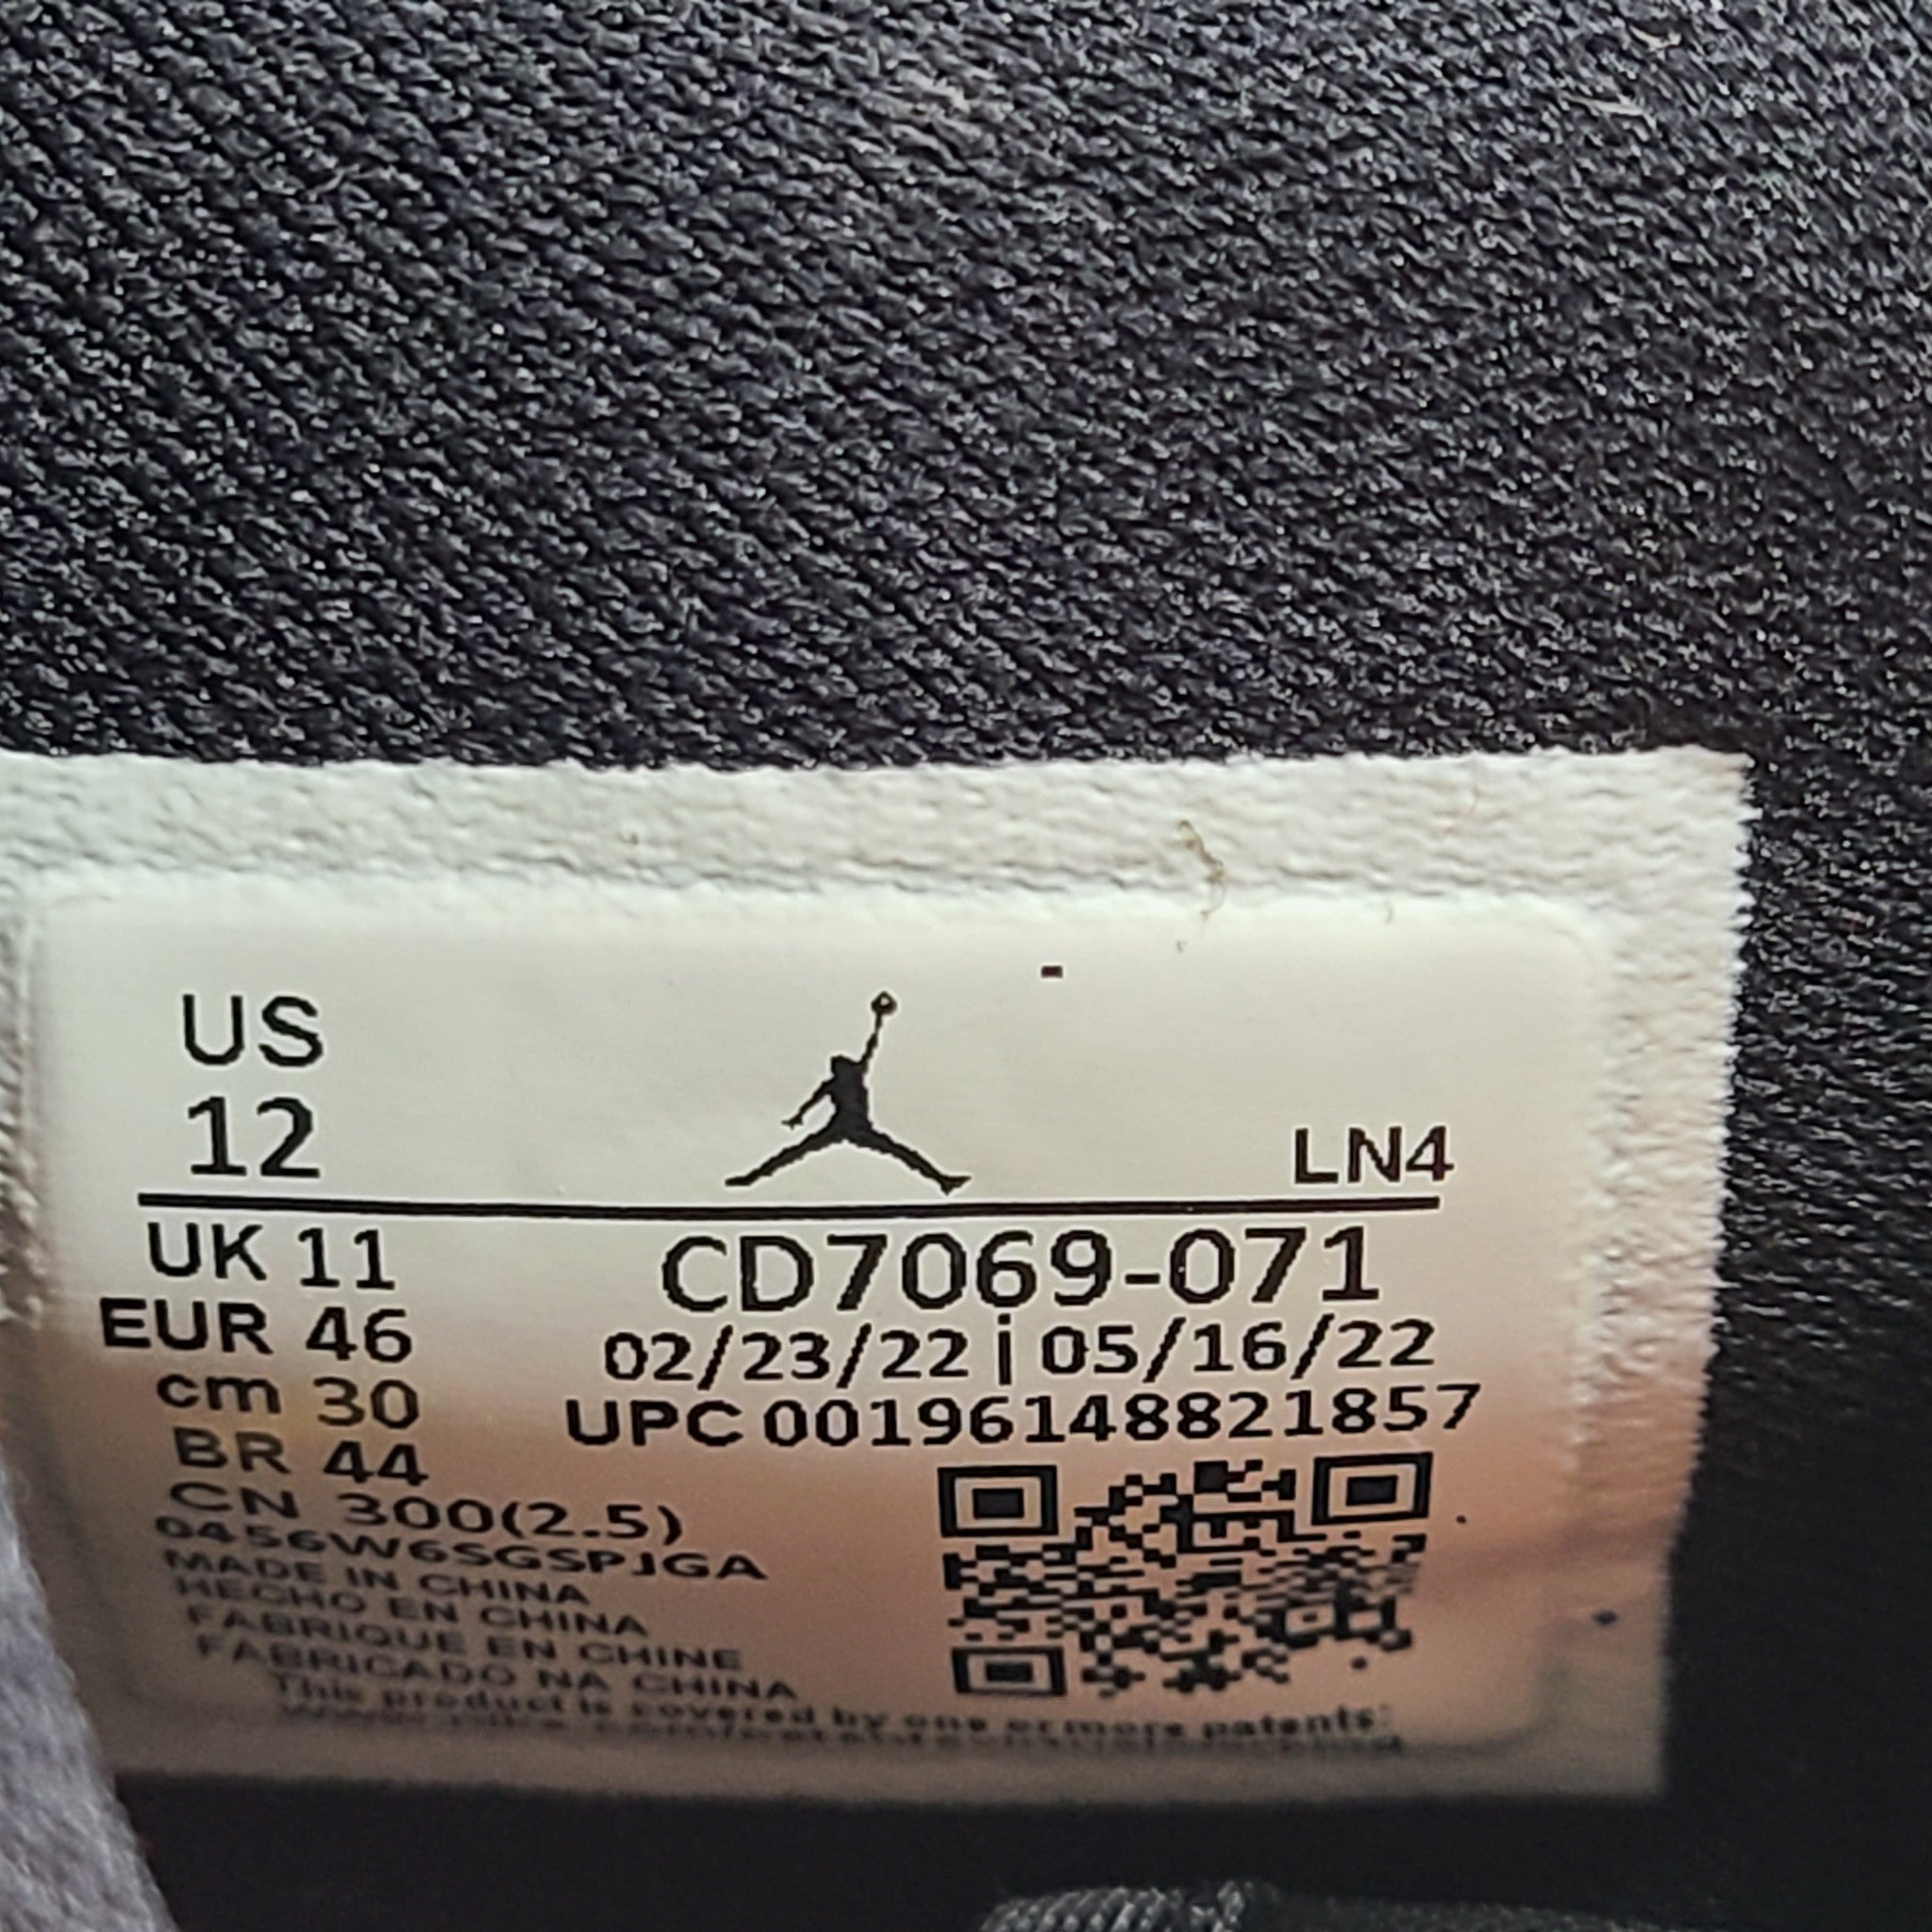 US
12
LN4
UK 11
EUR 46
cm 30
BR 44
CN 300(2.5)
0456W6SGSPJGA
MADE IN CHINA
HECHO EN CHINA
FABRIQUE EN CHINE
FABRICADO NA CHINA
CD7069-071
02/23/22 | 05/16/22
UPC 00196148821857
This product is covered by one or more patents: